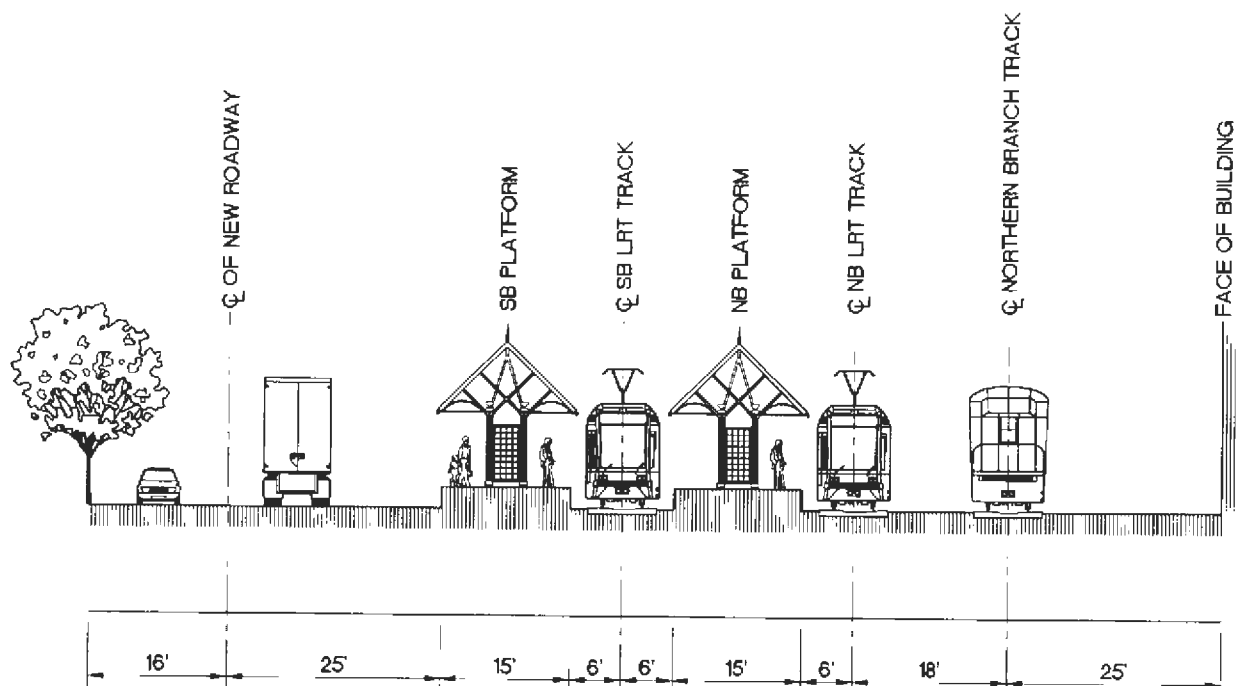 ℄ OF NEW ROADWAY
SB PLATFORM
℄ SB LRT TRACK
NB PLATFORM
℄ NB LRT TRACK
℄ NORTHERN BRANCH TRACK
FACE OF BUILDING
16' 25' 15' 6' 6' 15' 6' 18' 25'